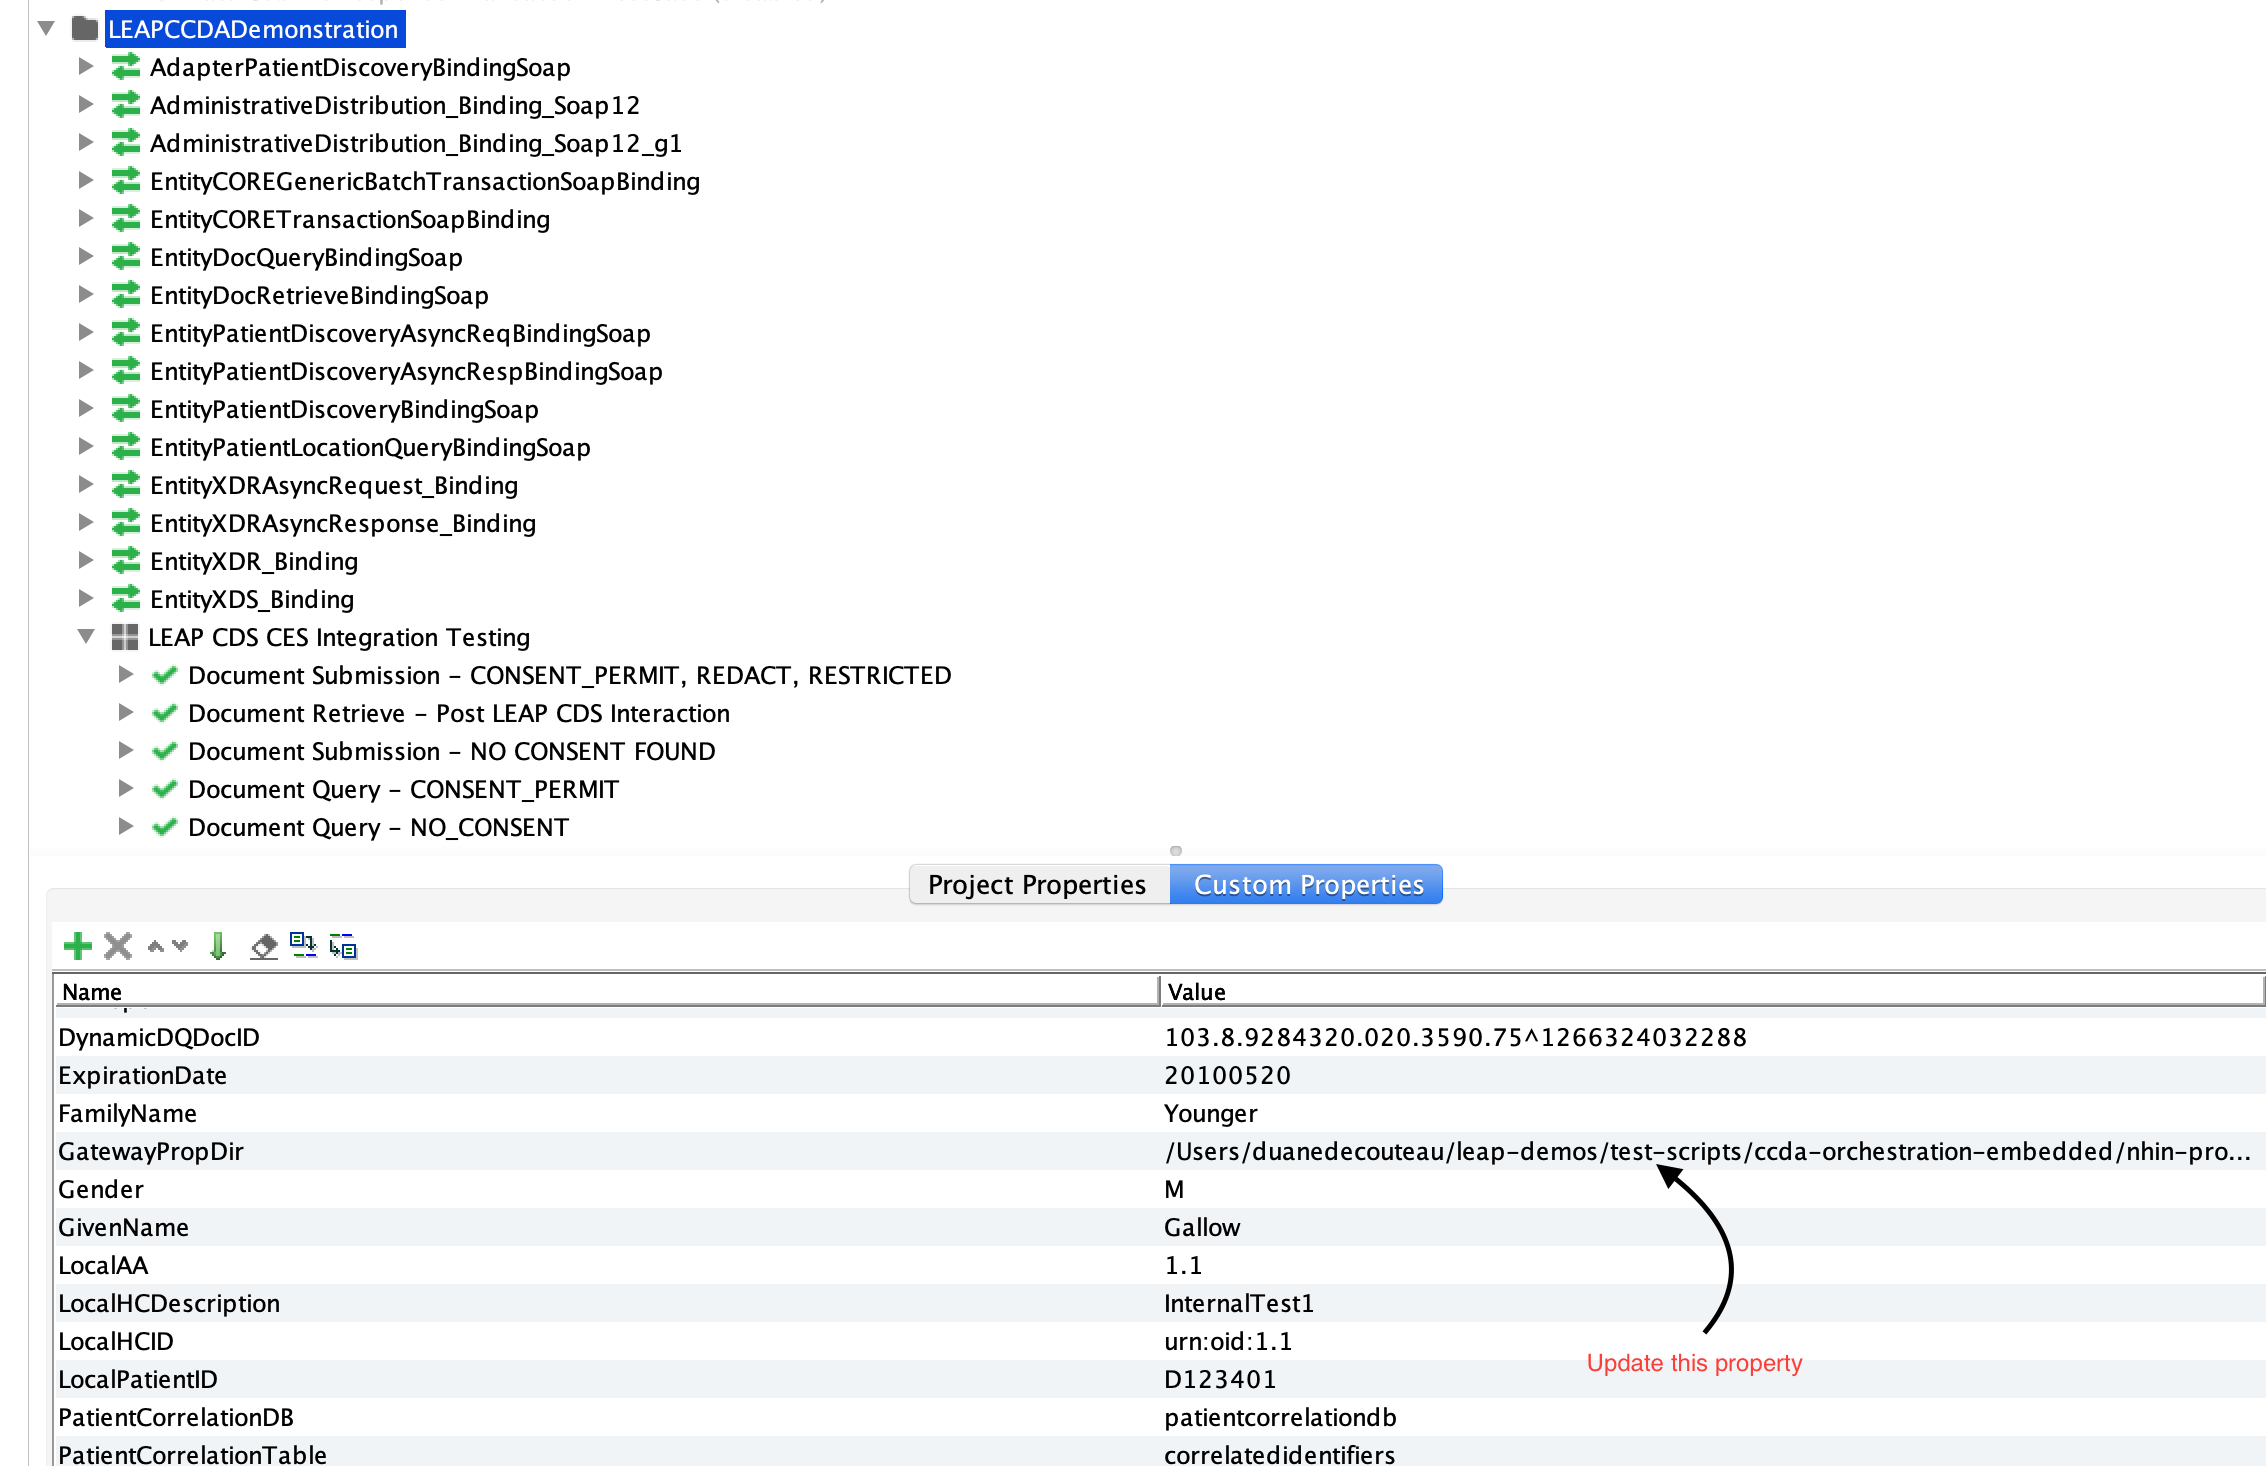 LEAPCCDADemonstration
AdapterPatientDiscoveryBindingSoap
AdministrativeDistribution_Binding_Soap12
AdministrativeDistribution_Binding_Soap12_g1
EntityCOREGenericBatchTransactionSoapBinding
EntityCORETransactionSoapBinding
EntityDocQueryBindingSoap
EntityDocRetrieveBindingSoap
EntityPatientDiscoveryAsyncReqBindingSoap
EntityPatientDiscoveryAsyncRespBindingSoap
EntityPatientDiscoveryBindingSoap
EntityPatientLocationQueryBindingSoap
EntityXDRAsyncRequest_Binding
EntityXDRAsyncResponse_Binding
EntityXDR_Binding
EntityXDS_Binding
LEAP CDS CES Integration Testing
Document Submission – CONSENT_PERMIT, REDACT, RESTRICTED
Document Retrieve – Post LEAP CDS Interaction
Document Submission – NO CONSENT FOUND
Document Query – CONSENT_PERMIT
Document Query – NO_CONSENT
Project Properties Custom Properties
Name Value
DynamicDQDocID 103.8.9284320.020.3590.75^1266324032288
ExpirationDate 20100520
FamilyName Younger
GatewayPropDir /Users/duanedecouteau/leap-demos/test-scripts/ccda-orchestration-embedded/nhin-pro...
Gender M
GivenName Gallow
LocalAA 1.1
LocalHCDescription InternalTest1
LocalHCID urn:oid:1.1
Update this property
LocalPatientID D123401
PatientCorrelationDB patientcorrelationdb
PatientCorrelationTable correlatedidentifiers